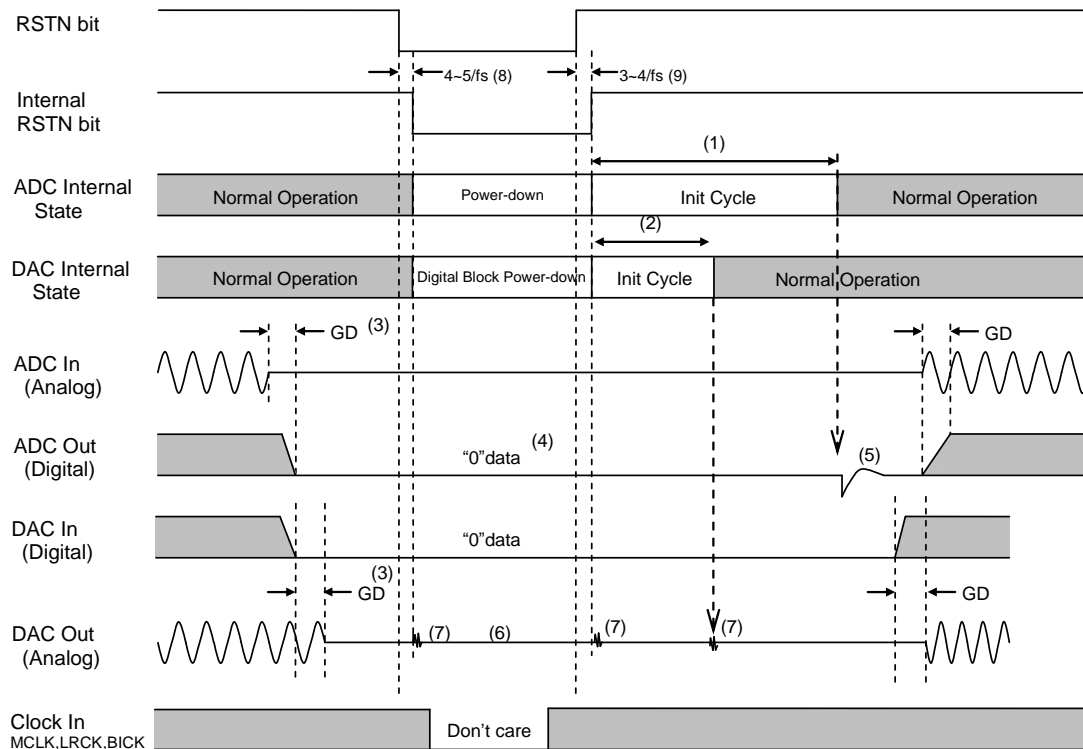 RSTN bit
4~5/fs (8)
3~4/fs (9)
Internal
RSTN bit
(1)
ADC Internal
State
Normal Operation
Power-down
Init Cycle
Normal Operation
(2)
DAC Internal
State
Normal Operation
Digital Block Power-down
Init Cycle
Normal Operation
GD (3)
GD
ADC In
(Analog)
ADC Out
(Digital)
“0”data (4)
(5)
DAC In
(Digital)
“0”data
(3)
GD
GD
DAC Out
(Analog)
(7)
(6)
(7)
(7)
Clock In
MCLK,LRCK,BICK
Don’t care